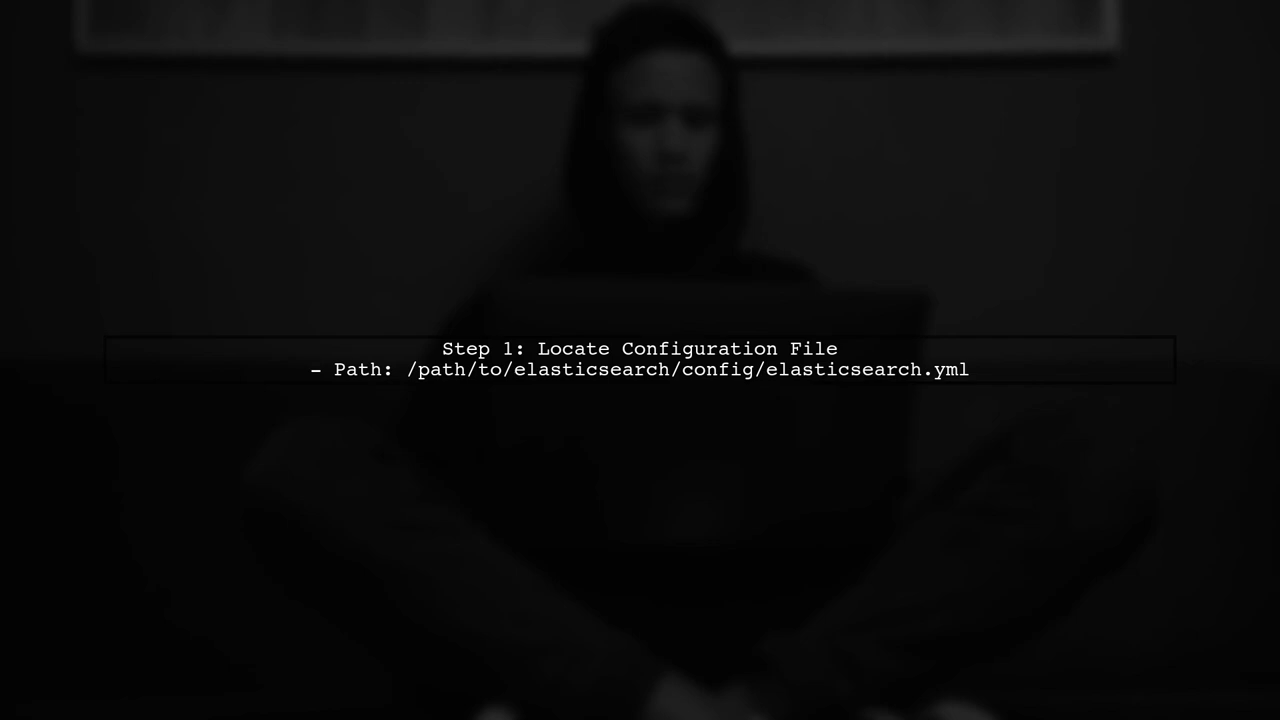 Step 1: Locate Configuration File
- Path: /path/to/elasticsearch/config/elasticsearch.yml